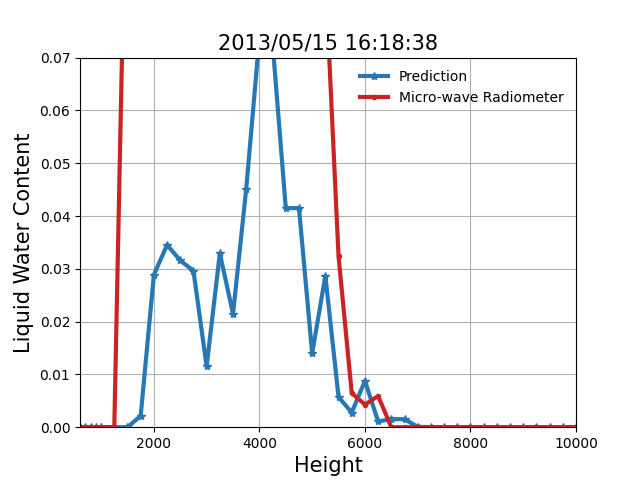 2013/05/15 16:18:38
Prediction
Micro-wave Radiometer
Liquid Water Content
0.07
0.06
0.05
0.04
0.03
0.02
0.01
0.00
2000 4000 6000 8000 10000
Height